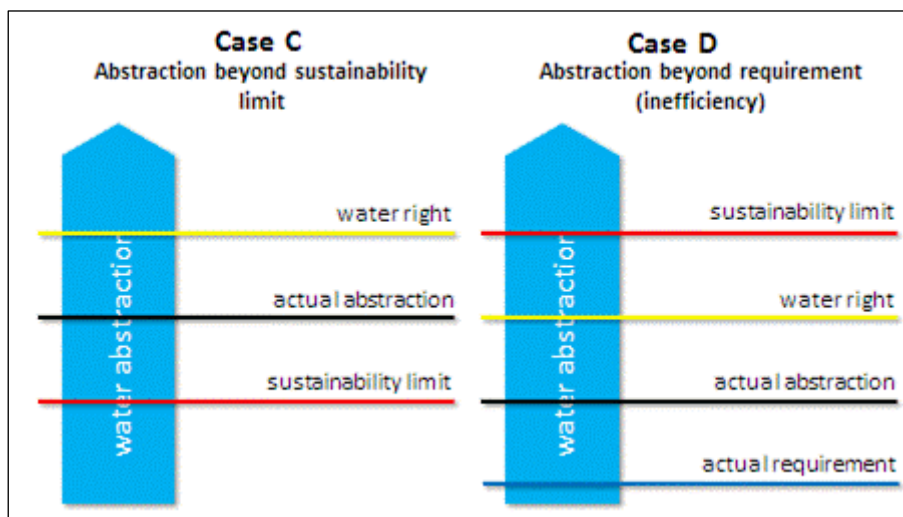 Case C
Abstraction beyond sustainability
limit
water right
actual abstraction
sustainability limit
water abstraction
Case D
Abstraction beyond requirement
(inefficiency)
sustainability limit
water right
actual abstraction
actual requirement
water abstraction